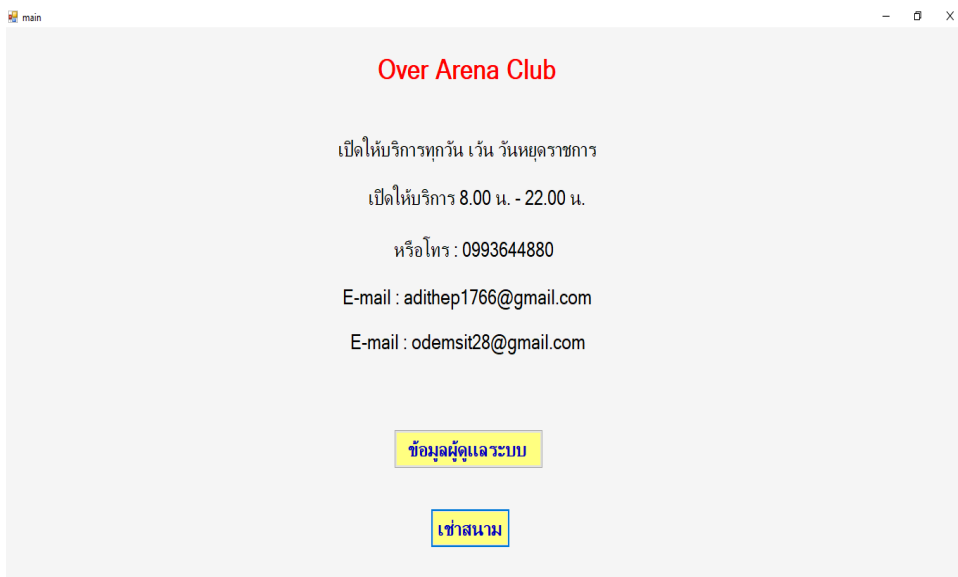 main
Over Arena Club
เปิดให้บริการทุกวัน เว้น วันหยุดราชการ
เปิดให้บริการ 8.00 น. - 22.00 น.
หรือโทร : 0993644880
E-mail : adithep1766@gmail.com
E-mail : odemsit28@gmail.com
ข้อมูลผู้ดูแลระบบ
เช่าสนาม